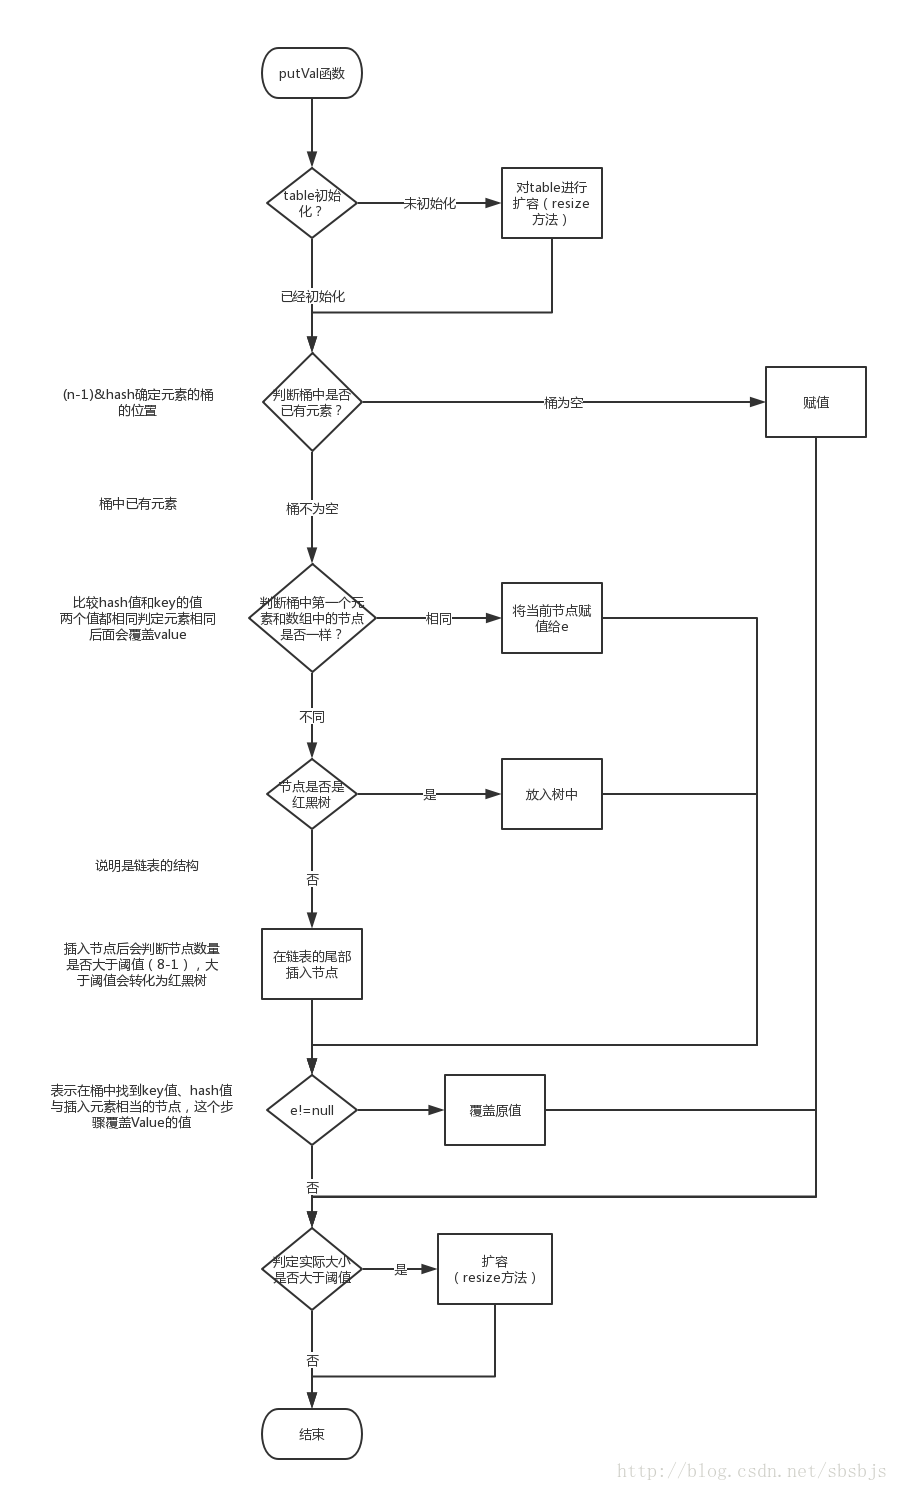 putVal函数
table初始
化？
未初始化
对table进行
扩容（resize
方法）
已经初始化
(n-1)&hash确定元素的桶
的位置
判断桶中是否
已有元素？
桶为空
赋值
桶中已有元素
桶不为空
比较hash值和key的值
两个值都相同判定元素相同
后面会覆盖value
判断桶中第一个元
素和数组中的节点
是否一样？
相同
将当前节点赋
值给e
不同
节点是否是
红黑树
是
放入树中
说明是链表的结构
否
插入节点后会判断节点数量
是否大于阈值（8-1），大
于阈值会转化为红黑树
在链表的尾部
插入节点
表示在桶中找到key值、hash值
与插入元素相当的节点，这个步
骤覆盖Value的值
e!=null
覆盖原值
否
判定实际大小
是否大于阈值
是
扩容
（resize方法）
否
结束
http://blog.csdn.net/sbsbjs